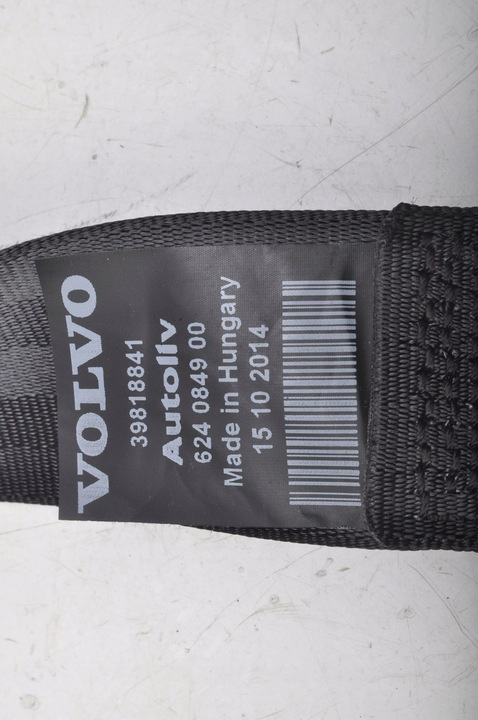 VOLVO
39818841
Autoliv
624 0849 00
Made in Hungary
15 10 2014